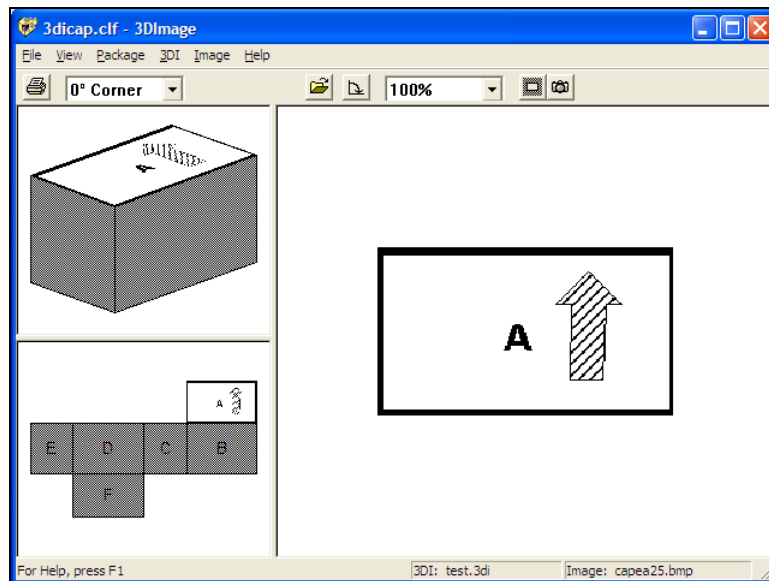 3dicap.clf - 3DImage
File View Package 3DI Image Help
0° Corner
100%
A
A
A
E D C B
F
For Help, press F1
3DI: test.3di
Image: capea25.bmp